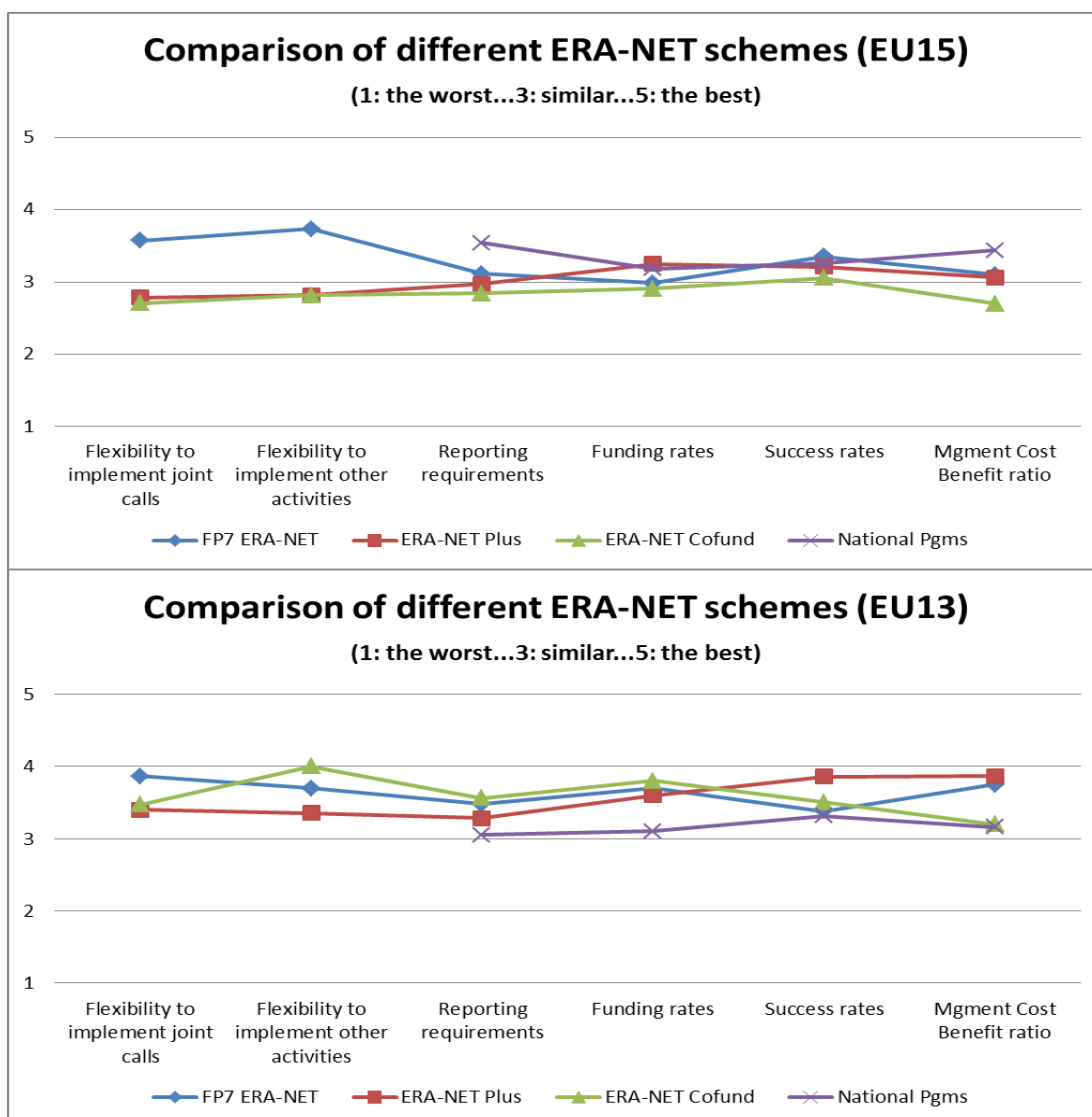 Comparison of different ERA-NET schemes (EU15)
(1: the worst...3: similar...5: the best)
5
4
3
2
1
Flexibility to implement joint calls
Flexibility to implement other activities
Reporting requirements
Funding rates
Success rates
Mgment Cost Benefit ratio
FP7 ERA-NET
ERA-NET Plus
ERA-NET Cofund
National Pgms
Comparison of different ERA-NET schemes (EU13)
(1: the worst...3: similar...5: the best)
5
4
3
2
1
Flexibility to implement joint calls
Flexibility to implement other activities
Reporting requirements
Funding rates
Success rates
Mgment Cost Benefit ratio
FP7 ERA-NET
ERA-NET Plus
ERA-NET Cofund
National Pgms